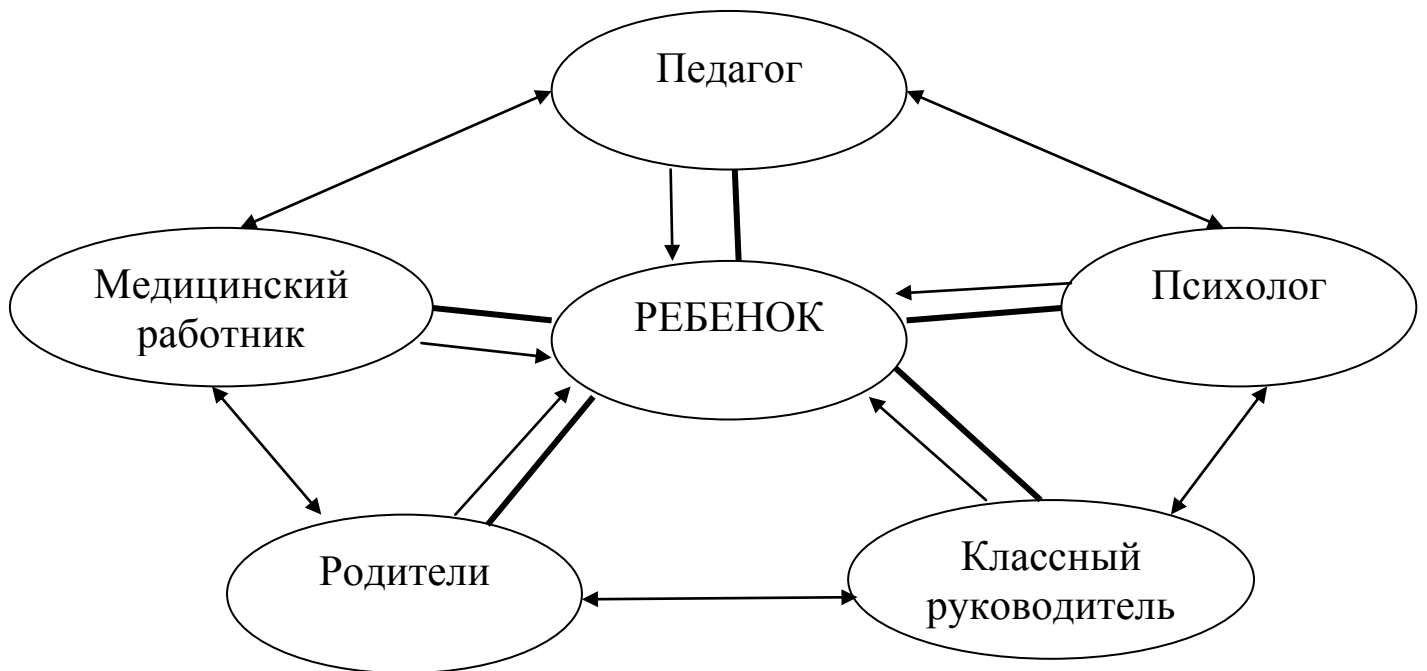 Педагог
Медицинский
работник
РЕБЕНОК
Психолог
Родители
Классный
руководитель